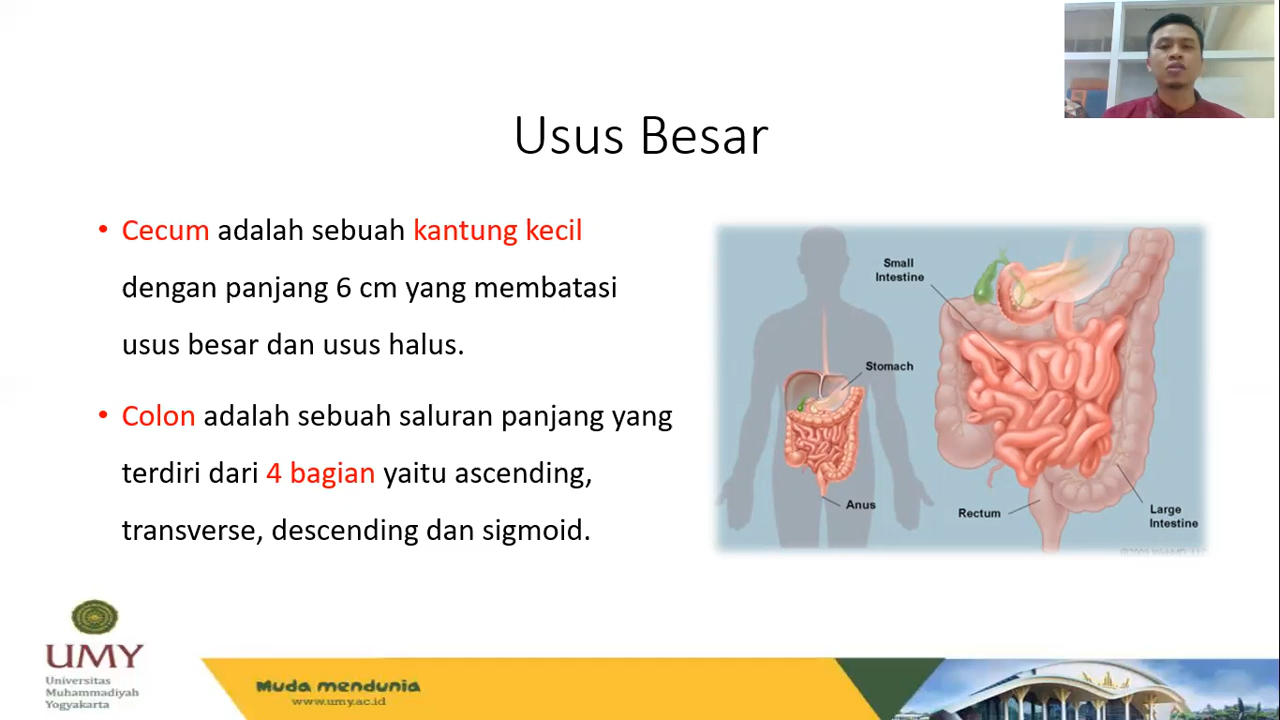 Usus Besar
• Cecum adalah sebuah kantung kecil
dengan panjang 6 cm yang membatasi
usus besar dan usus halus.
• Colon adalah sebuah saluran panjang yang
terdiri dari 4 bagian yaitu ascending,
transverse, descending dan sigmoid.
Small
Intestine
Stomach
Anus
Rectum
Large
Intestine
UMY
Universitas
Muhammadiyah
Yogyakarta
Muda mendunia
www.umy.ac.id